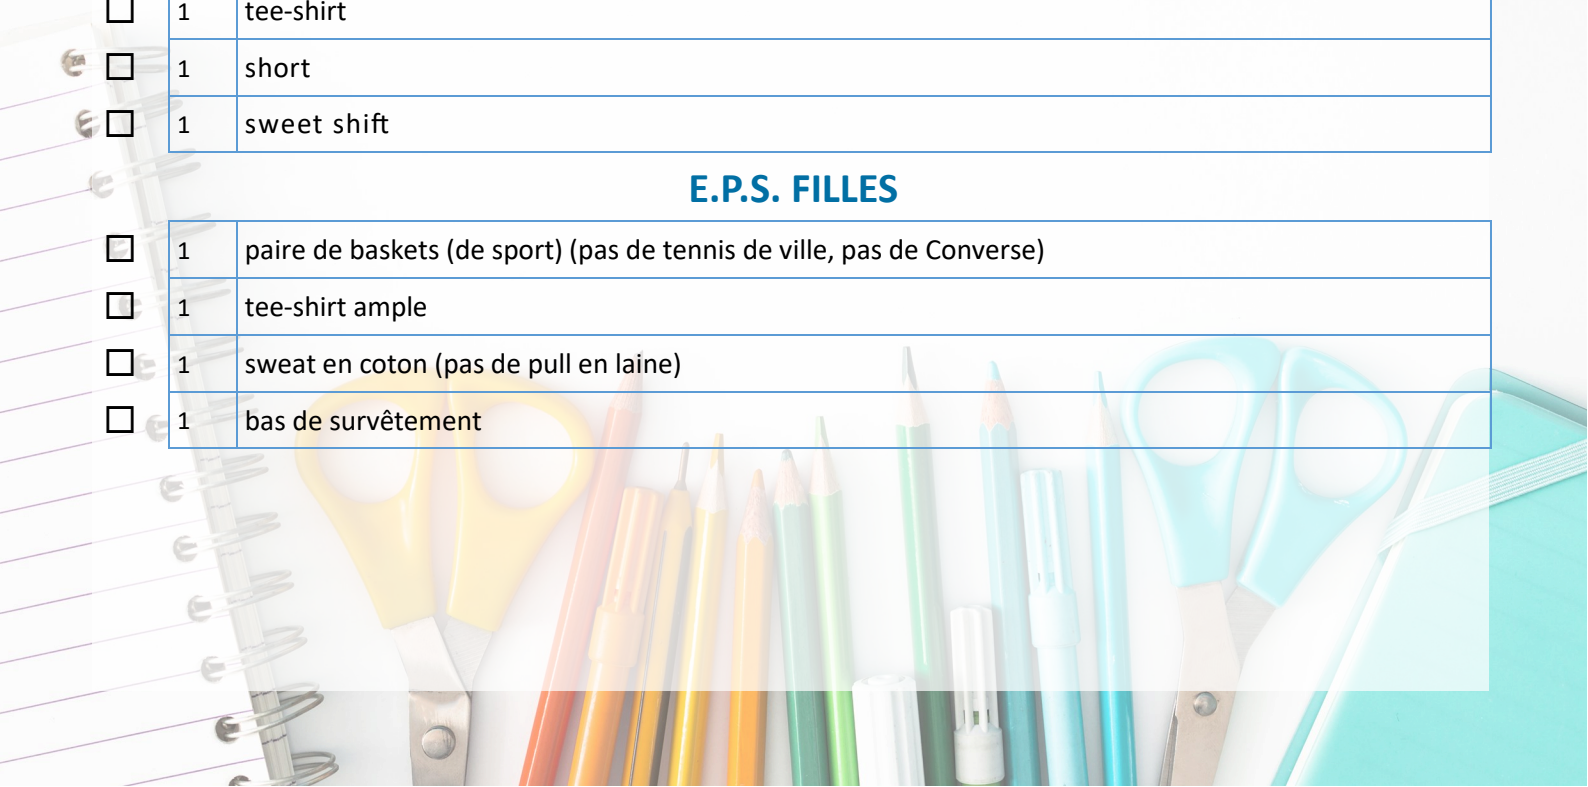 ☐ 1 tee-shirt
☐ 1 short
☐ 1 sweet shift
E.P.S. FILLES
☐ 1 paire de baskets (de sport) (pas de tennis de ville, pas de Converse)
☐ 1 tee-shirt ample
☐ 1 sweat en coton (pas de pull en laine)
☐ 1 bas de survêtement